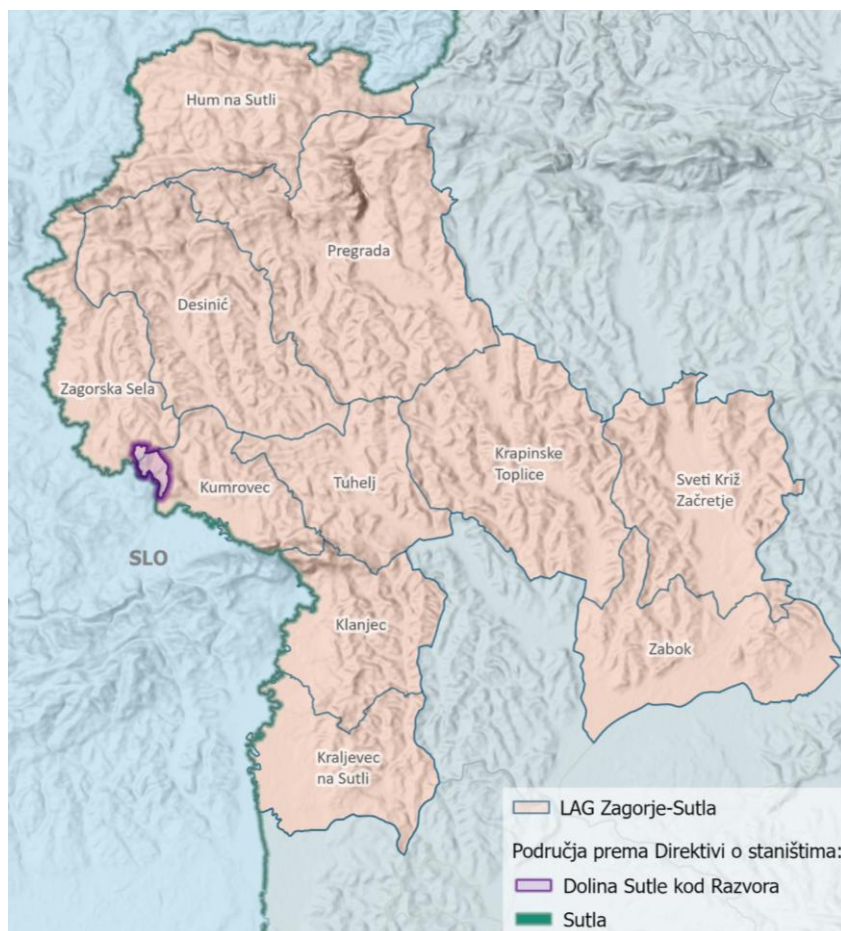 Hum na Sutli
Pregrada
Desinić
Zagorska Sela
Krapinske
Toplice
Sveti Križ
Začretje
Kumrovec
Tuhelj
SLO
Klanjec
Zabok
Kraljevec
na Sutli
LAG Zagorje-Sutla
Područja prema Direktivi o staništima:
Dolina Sutle kod Razvora
Sutla